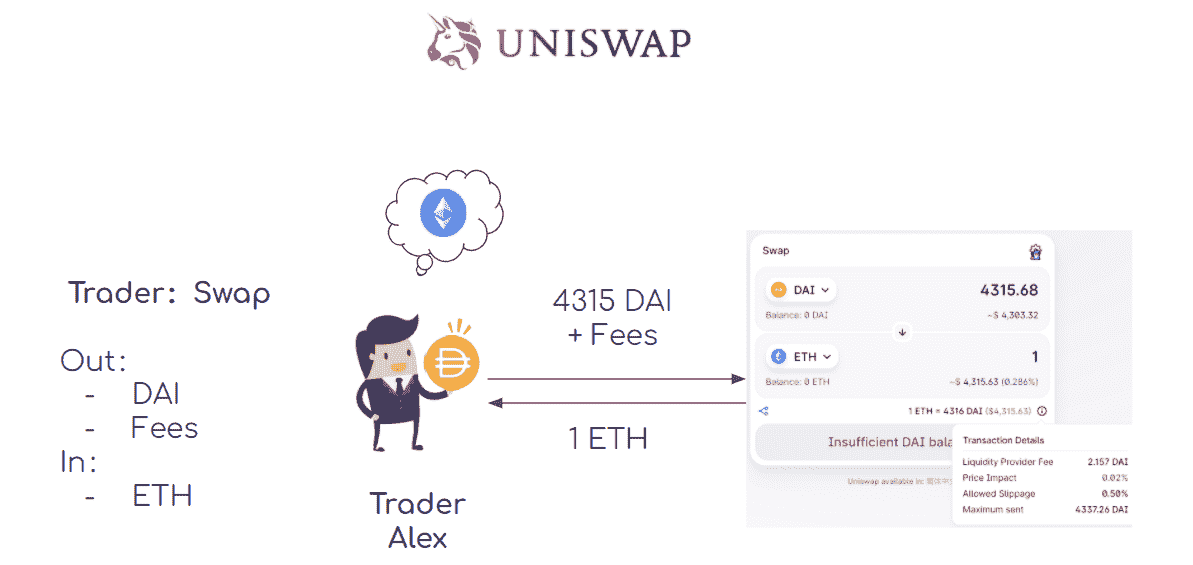 UNISWAP
Trader: Swap
Out:
- DAI
- Fees
In:
- ETH
Trader
Alex
4315 DAI
+ Fees
1 ETH
Swap
DAI 4315.68
Balance: 0 DAI ~$ 4,303.32
ETH 1
Balance: 0 ETH ~$ 4,315.63 (0.286%)
1 ETH = 4316 DAI ($4,315.63)
Insufficient DAI bala
Uniswap available in:
Transaction Details
Liquidity Provider Fee 2.157 DAI
Price Impact 0.02%
Allowed Slippage 0.50%
Maximum sent 4337.26 DAI